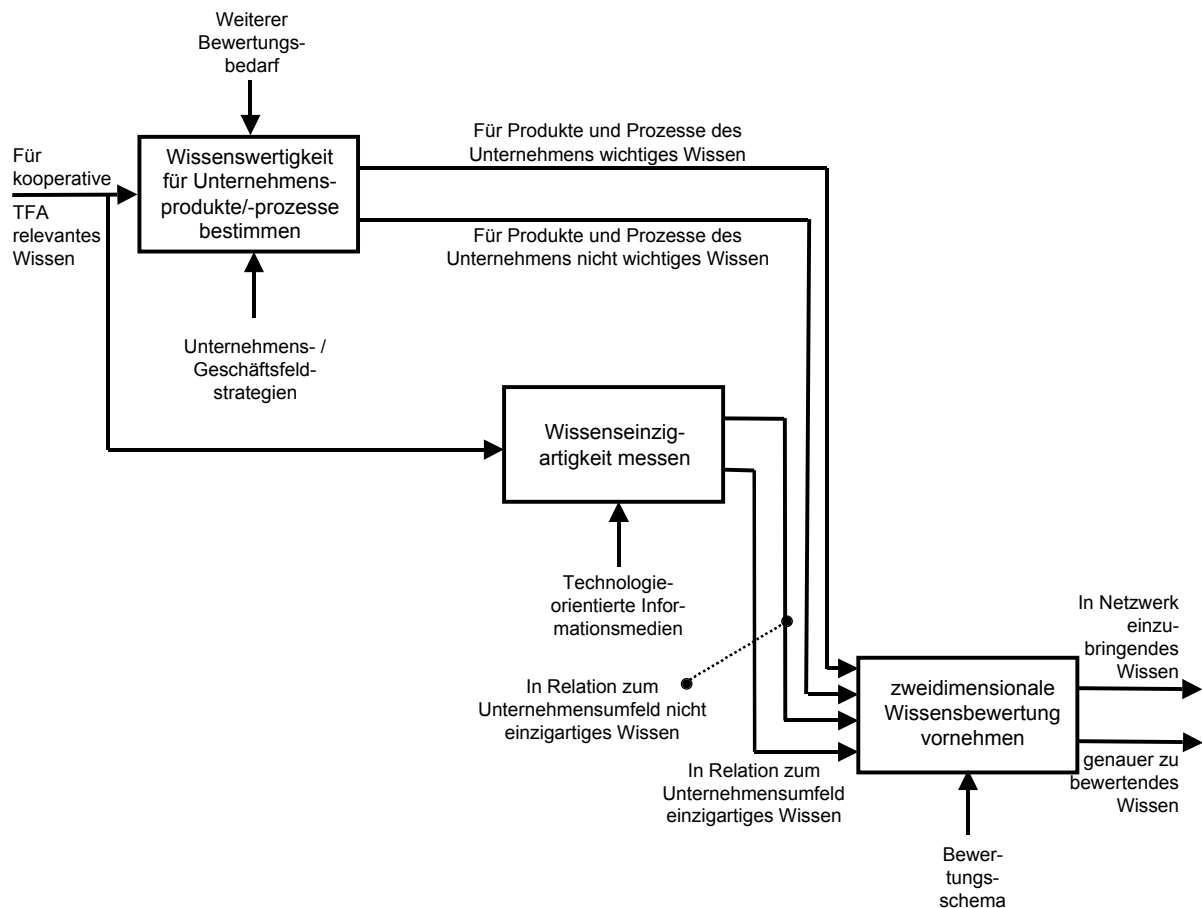 Weiterer
Bewertungs-
bedarf
Für
kooperative
TFA
relevantes
Wissen
Wissenswertigkeit
für Unternehmens-
produkte/-prozesse
bestimmen
Für Produkte und Prozesse des
Unternehmens wichtiges Wissen
Für Produkte und Prozesse des
Unternehmens nicht wichtiges Wissen
Unternehmens- /
Geschäftsfeld-
strategien
Wissenseinzig-
artigkeit messen
Technologie-
orientierte Infor-
mationsmedien
In Relation zum
Unternehmensumfeld nicht
einzigartiges Wissen
In Relation zum
Unternehmensumfeld
einzigartiges Wissen
zweidimensionale
Wissensbewertung
vornehmen
In Netzwerk
einzu-
bringendes
Wissen
genauer zu
bewertendes
Wissen
Bewer-
tungs-
schema